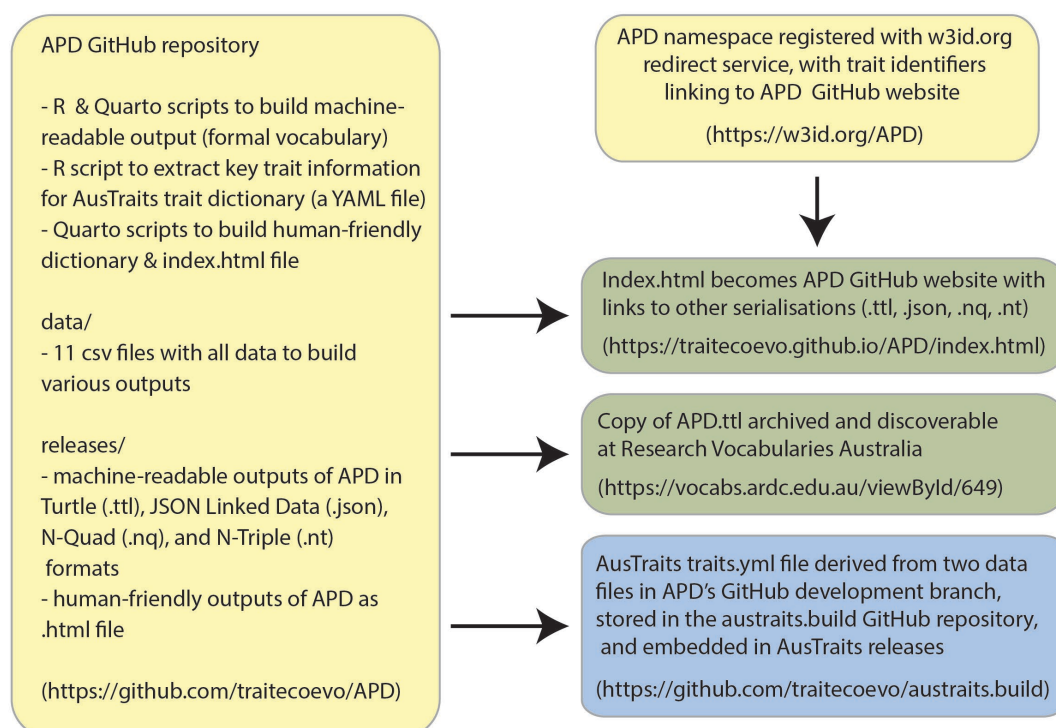 APD GitHub repository
- R & Quarto scripts to build machine-
readable output (formal vocabulary)
- R script to extract key trait information
for AusTraits trait dictionary (a YAML file)
- Quarto scripts to build human-friendly
dictionary & index.html file
data/
- 11 csv files with all data to build
various outputs
releases/
- machine-readable outputs of APD in
Turtle (.ttl), JSON Linked Data (.json),
N-Quad (.nq), and N-Triple (.nt)
formats
- human-friendly outputs of APD as
.html file
(https://github.com/traitecoevo/APD)
APD namespace registered with w3id.org
redirect service, with trait identifiers
linking to APD GitHub website
(https://w3id.org/APD)
Index.html becomes APD GitHub website with
links to other serialisations (.ttl, .json, .nq, .nt)
(https://traitecoevo.github.io/APD/index.html)
Copy of APD.ttl archived and discoverable
at Research Vocabularies Australia
(https://vocabs.ardc.edu.au/viewById/649)
AusTraits traits.yml file derived from two data
files in APD's GitHub development branch,
stored in the austraits.build GitHub repository,
and embedded in AusTraits releases
(https://github.com/traitecoevo/austraits.build)